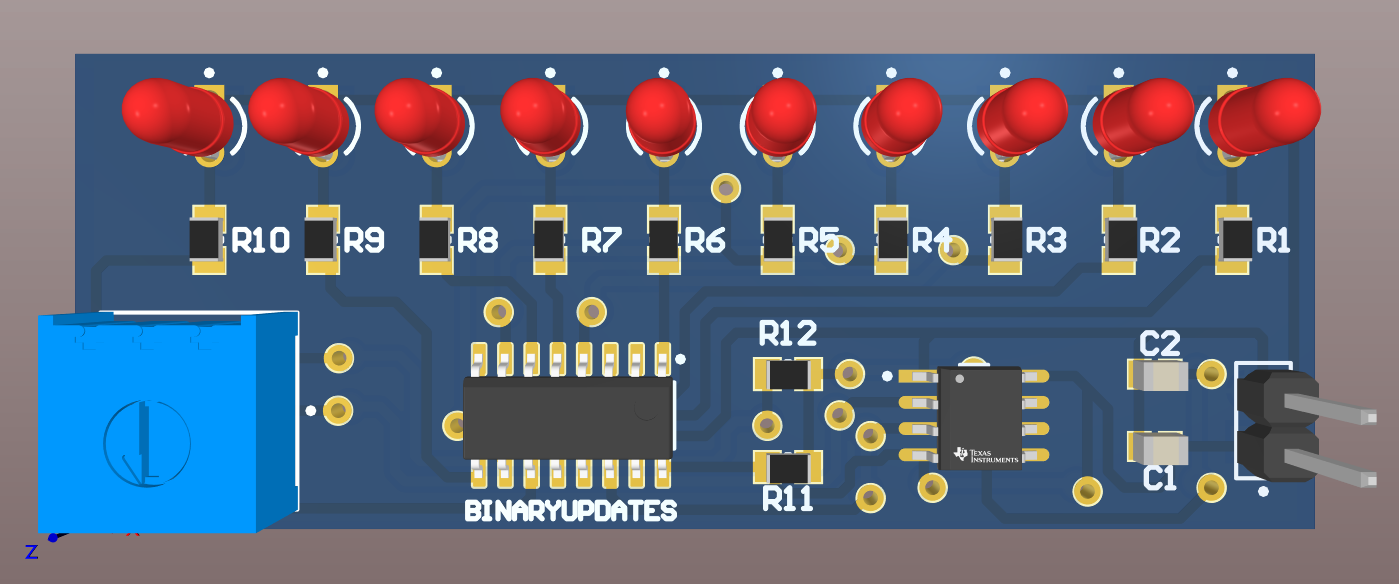 R10 R9 R8 R7 R6 R5 R4 R3 R2 R1
R12
C2
TEXAS
INSTRUMENTS
R11
C1
BINARYUPDATES
Z